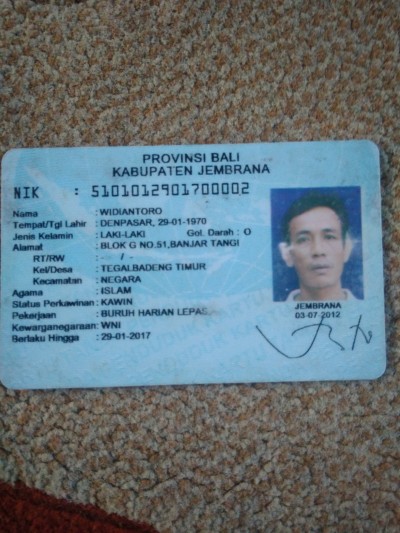 PROVINSI BALI
KABUPATEN JEMBRANA
NIK : 5101012901700002
Nama : WIDIANTORO
Tempat/Tgl Lahir : DENPASAR, 29-01-1970
Jenis Kelamin : LAKI-LAKI Gol. Darah : O
Alamat : BLOK G NO.51,BANJAR TANGI
RT/RW : - / -
Kel/Desa : TEGALBADENG TIMUR
Kecamatan : NEGARA
Agama : ISLAM
Status Perkawinan : KAWIN
Pekerjaan : BURUH HARIAN LEPAS
Kewarganegaraan : WNI
Berlaku Hingga : 29-01-2017
JEMBRANA
03-07-2012